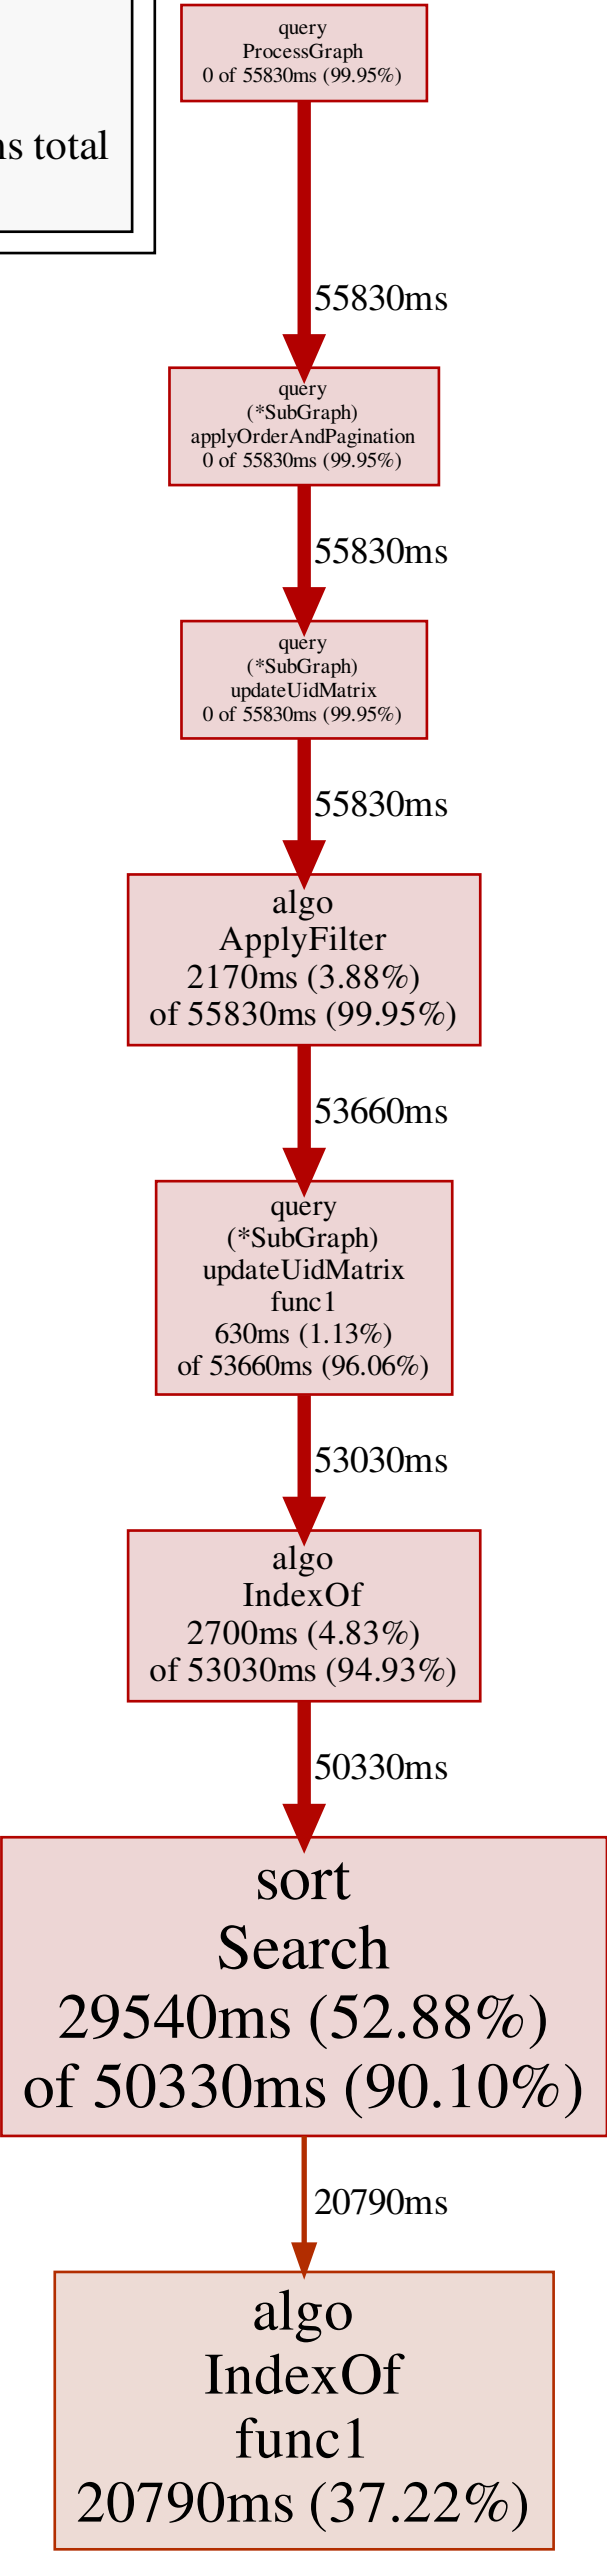 query
ProcessGraph
0 of 55830ms (99.95%)
ms total
55830ms
query
(*SubGraph)
applyOrderAndPagination
0 of 55830ms (99.95%)
55830ms
query
(*SubGraph)
updateUidMatrix
0 of 55830ms (99.95%)
55830ms
algo
ApplyFilter
2170ms (3.88%)
of 55830ms (99.95%)
53660ms
query
(*SubGraph)
updateUidMatrix
func1
630ms (1.13%)
of 53660ms (96.06%)
53030ms
algo
IndexOf
2700ms (4.83%)
of 53030ms (94.93%)
50330ms
sort
Search
29540ms (52.88%)
of 50330ms (90.10%)
20790ms
algo
IndexOf
func1
20790ms (37.22%)